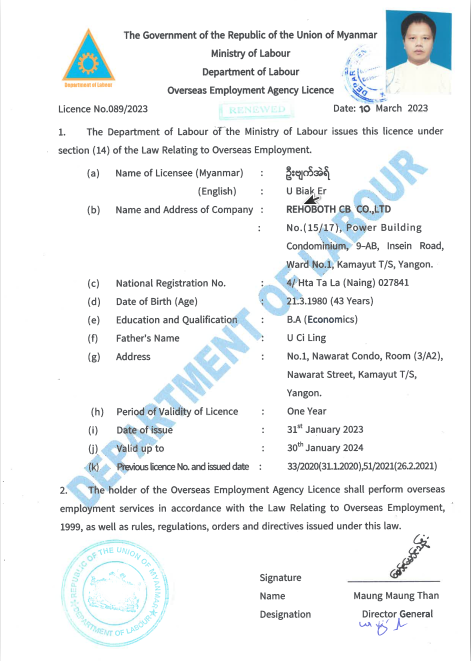 The Government of the Republic of the Union of Myanmar
Ministry of Labour
Department of Labour
Overseas Employment Agency Licence
Department of Labour
Licence No.089/2023
RENEWED
Date: 10 March 2023
1. The Department of Labour of the Ministry of Labour issues this licence under
section (14) of the Law Relating to Overseas Employment.
(a) Name of Licensee (Myanmar) : ဦးဗျက်အဲရ်
(English) : U Biak Er
(b) Name and Address of Company : REHOBOTH CB CO.,LTD
: No.(15/17), Power Building
Condominium, 9-AB, Insein Road,
Ward No.1, Kamayut T/S, Yangon.
(c) National Registration No. : 4/ Hta Ta La (Naing) 027841
(d) Date of Birth (Age) : 21.3.1980 (43 Years)
(e) Education and Qualification : B.A (Economics)
(f) Father's Name : U Ci Ling
(g) Address : No.1, Nawarat Condo, Room (3/A2),
Nawarat Street, Kamayut T/S,
Yangon.
(h) Period of Validity of Licence : One Year
(i) Date of issue : 31st January 2023
(j) Valid up to : 30th January 2024
(k) Previous licence No. and issued date : 33/2020(31.1.2020),51/2021(26.2.2021)
DEPARTMENT OF LABOUR
2. The holder of the Overseas Employment Agency Licence shall perform overseas
employment services in accordance with the Law Relating to Overseas Employment,
1999, as well as rules, regulations, orders and directives issued under this law.
REPUBLIC OF THE UNION OF MYANMAR
DEPARTMENT OF LABOUR
Signature
Name Maung Maung Than
Designation Director General